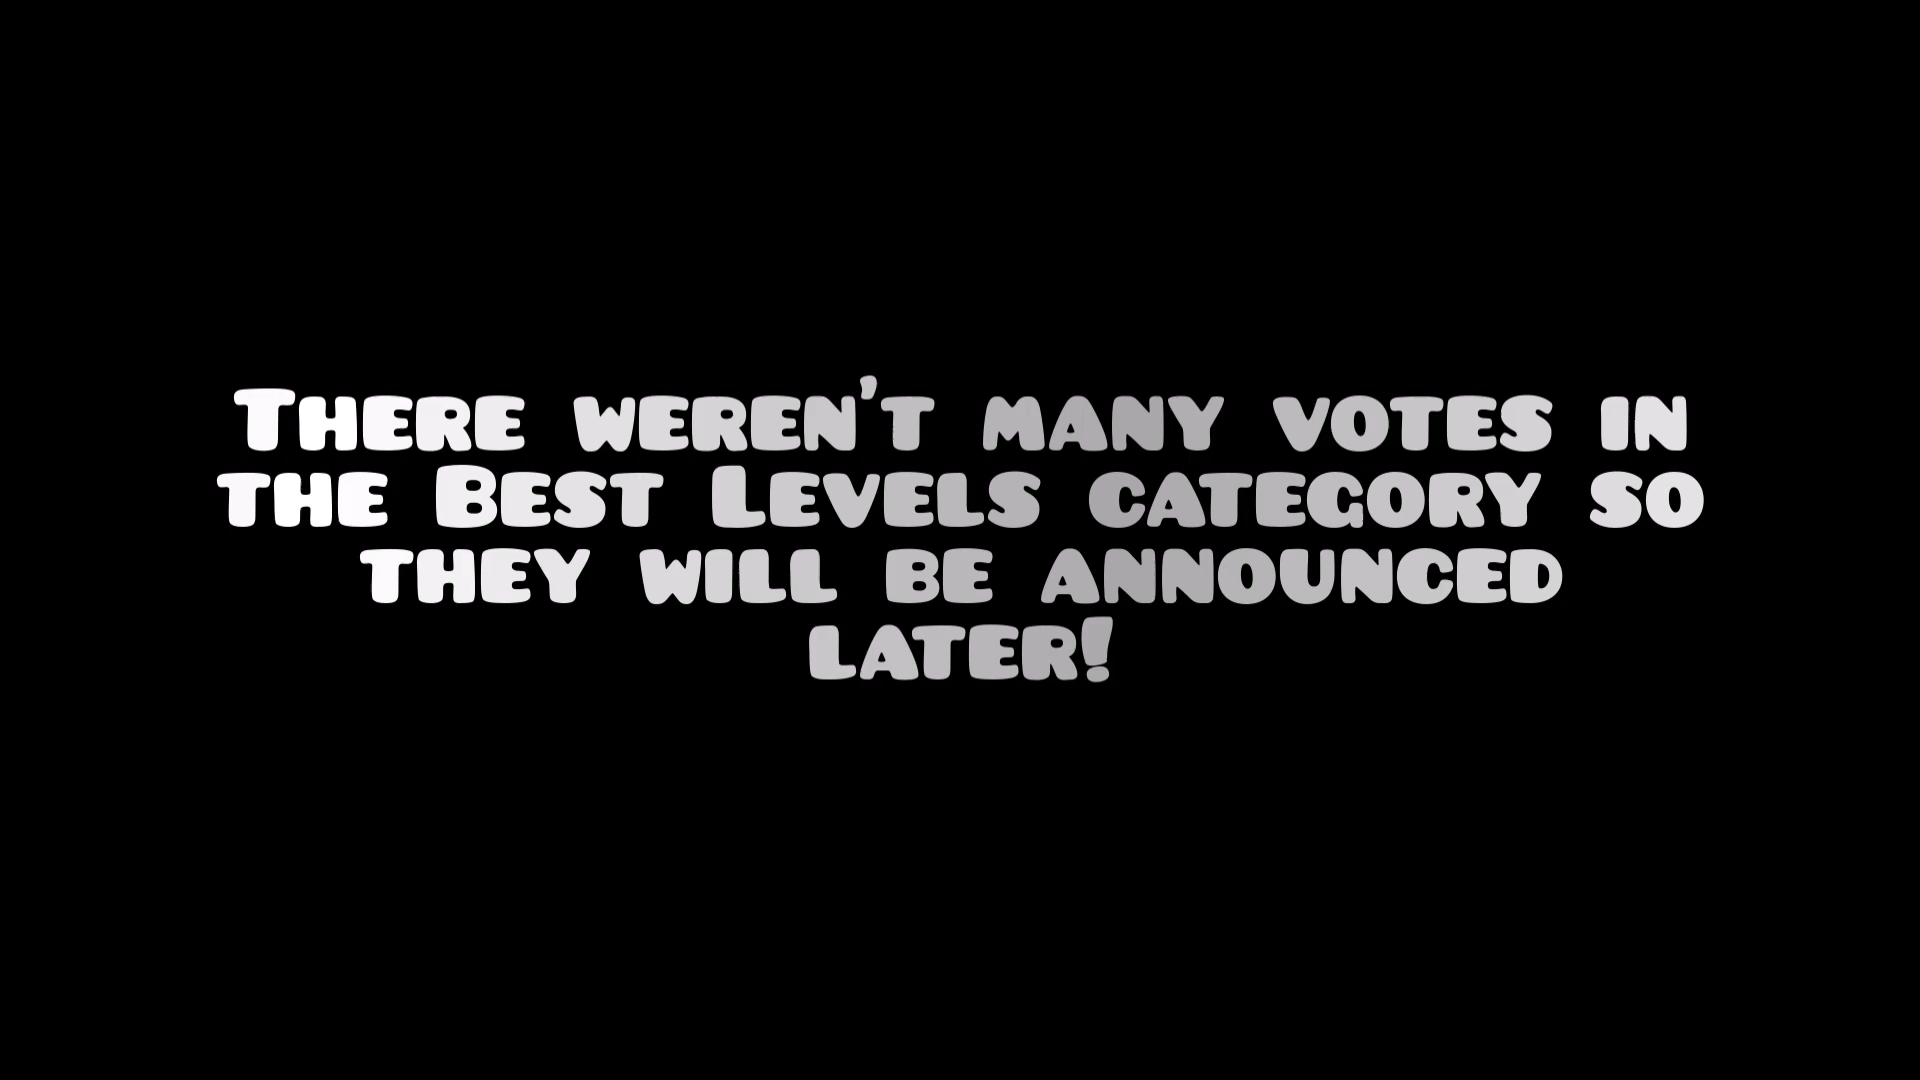 There weren't many votes in
the Best Levels category so
they will be announced
later!